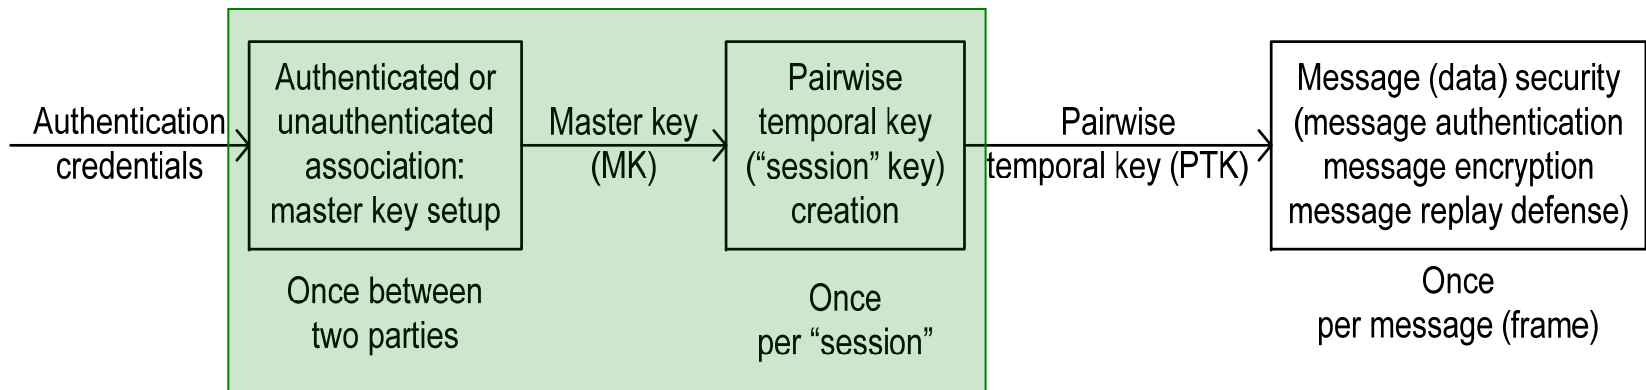 Authentication
credentials
Authenticated or
unauthenticated
association:
master key setup
Once between
two parties
Master key
(MK)
Pairwise
temporal key
(“session” key)
creation
Once
per “session”
Pairwise
temporal key (PTK)
Message (data) security
(message authentication
message encryption
message replay defense)
Once
per message (frame)